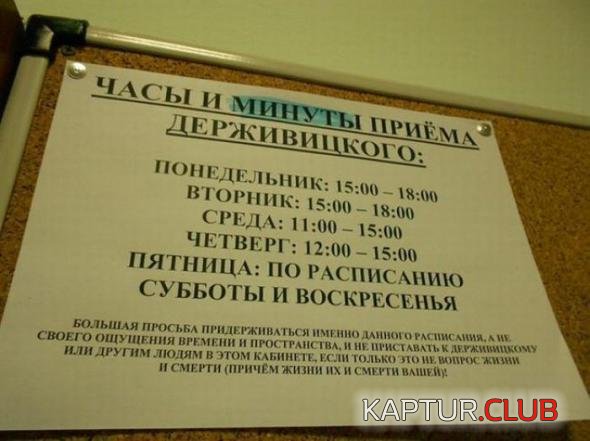 ЧАСЫ И МИНУТЫ ПРИЁМА
ДЕРЖИВИЦКОГО:
ПОНЕДЕЛЬНИК: 15:00 – 18:00
ВТОРНИК: 15:00 – 18:00
СРЕДА: 11:00 – 15:00
ЧЕТВЕРГ: 12:00 – 15:00
ПЯТНИЦА: ПО РАСПИСАНИЮ
СУББОТЫ И ВОСКРЕСЕНЬЯ
БОЛЬШАЯ ПРОСЬБА ПРИДЕРЖИВАТЬСЯ ИМЕННО ДАННОГО РАСПИСАНИЯ, А НЕ
СВОЕГО ОЩУЩЕНИЯ ВРЕМЕНИ И ПРОСТРАНСТВА, И НЕ ПРИСТАВАТЬ К ДЕРЖИВИЦКОМУ
ИЛИ ДРУГИМ ЛЮДЯМ В ЭТОМ КАБИНЕТЕ, ЕСЛИ ТОЛЬКО ЭТО НЕ ВОПРОС ЖИЗНИ
И СМЕРТИ (ПРИЧЁМ ЖИЗНИ ИХ И СМЕРТИ ВАШЕЙ)!
KAPTUR.CLUB